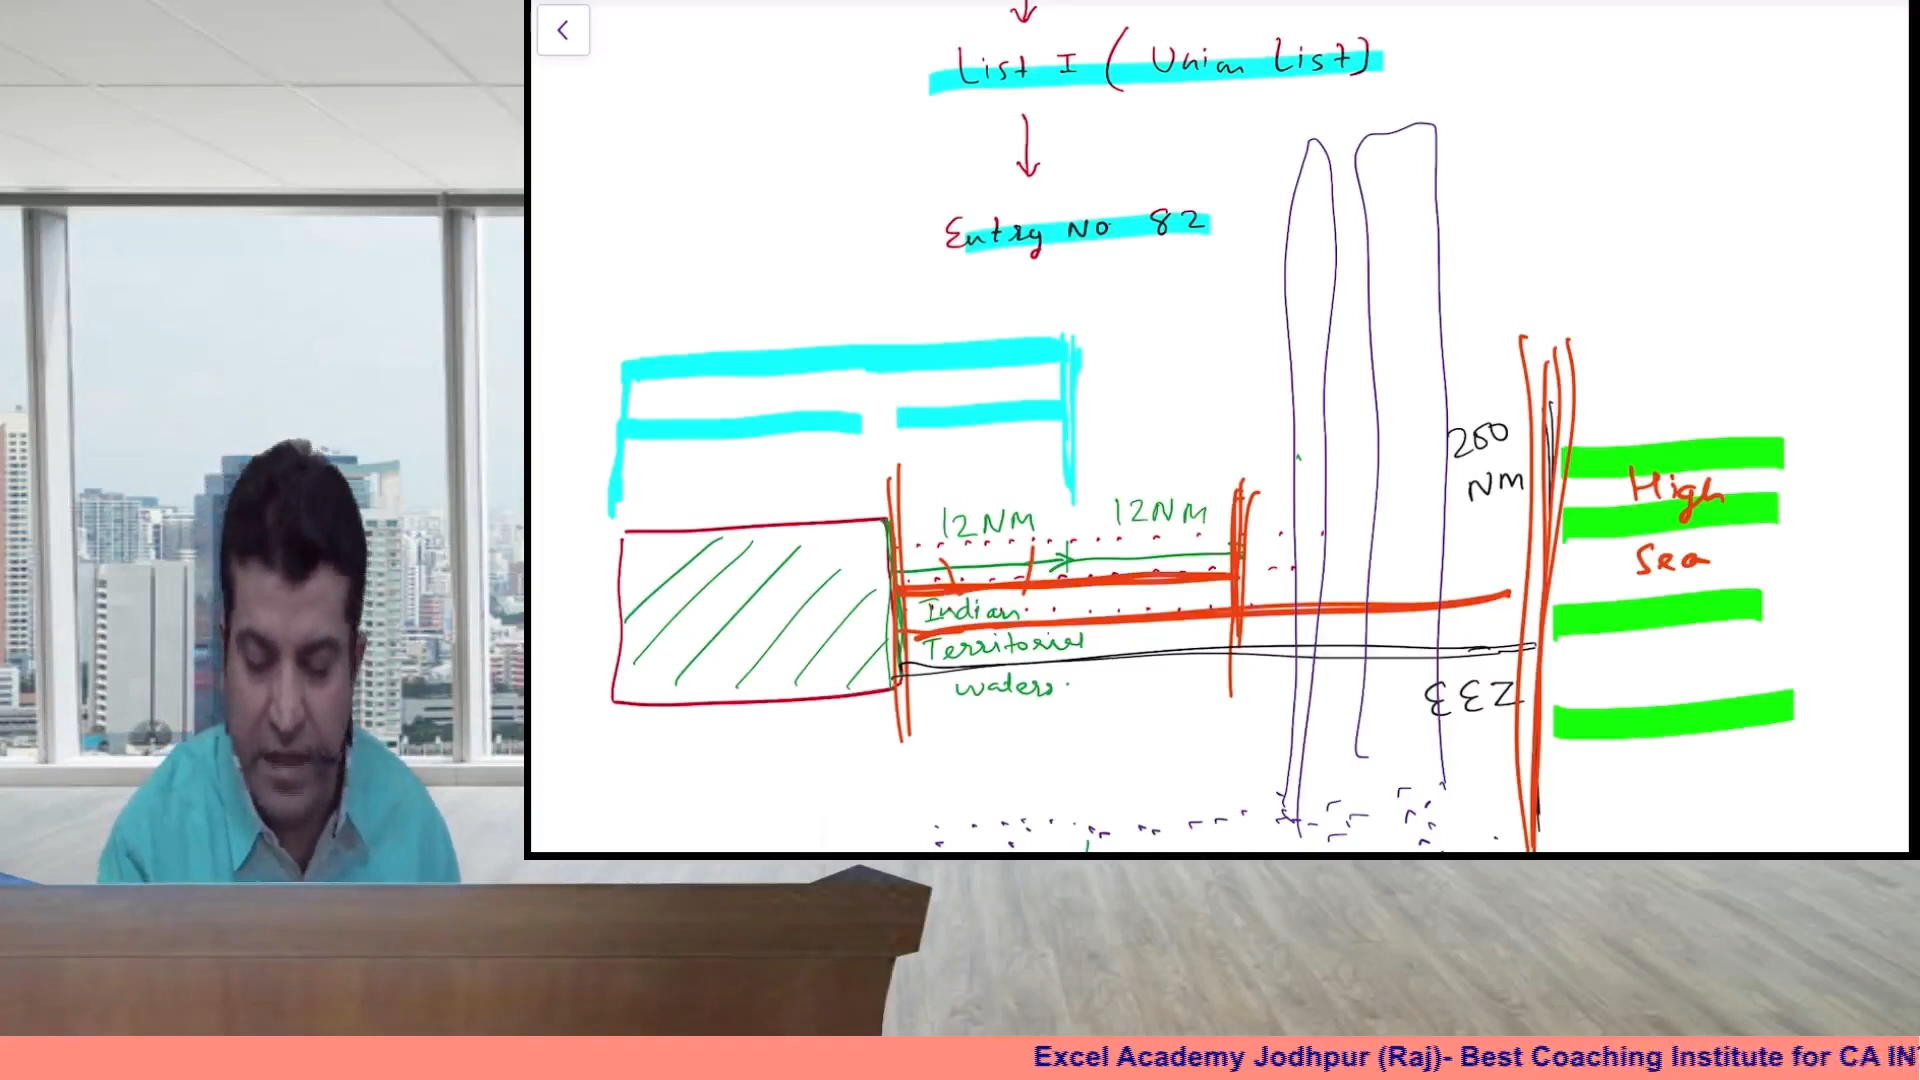 List I ( Union List)
Entry No 82
200
NM
12NM
12NM
High
Sea
Indian
Territorial
waters.
EEZ
Excel Academy Jodhpur (Raj)- Best Coaching Institute for CA IN